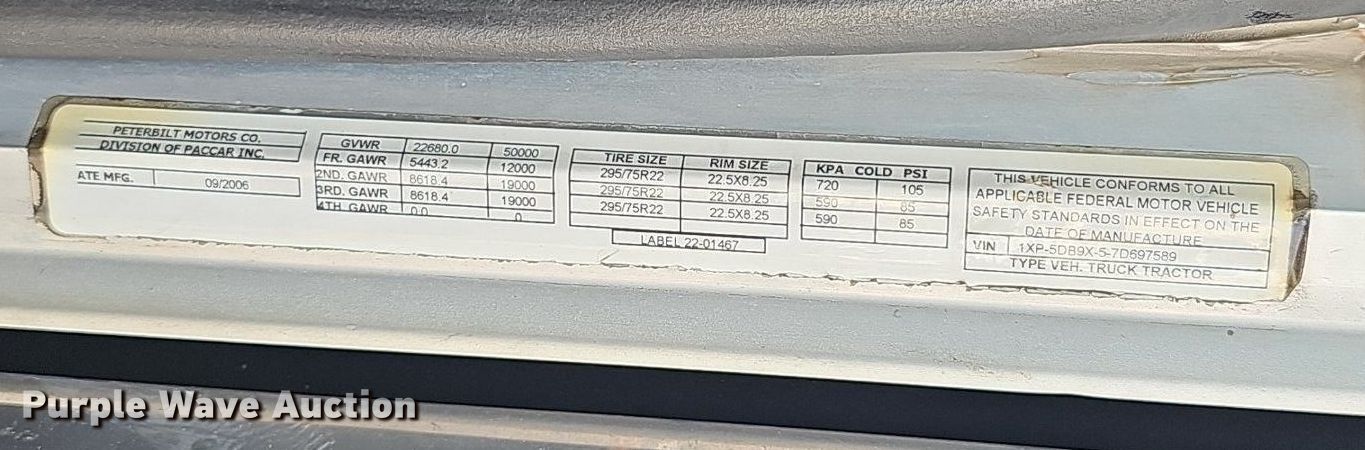 PETERBILT MOTORS CO.
DIVISION OF PACCAR INC.
ATE MFG. 09/2006
GVWR 22680.0 50000
FR. GAWR 5443.2 12000
2ND. GAWR 8618.4 19000
3RD. GAWR 8618.4 19000
4TH. GAWR 0.0 0
TIRE SIZE RIM SIZE
295/75R22 22.5X8.25
295/75R22 22.5X8.25
295/75R22 22.5X8.25
LABEL 22-01467
KPA COLD PSI
720 105
590 85
590 85
THIS VEHICLE CONFORMS TO ALL
APPLICABLE FEDERAL MOTOR VEHICLE
SAFETY STANDARDS IN EFFECT ON THE
DATE OF MANUFACTURE
VIN 1XP-5DB9X-5-7D697589
TYPE VEH. TRUCK TRACTOR
Purple Wave Auction